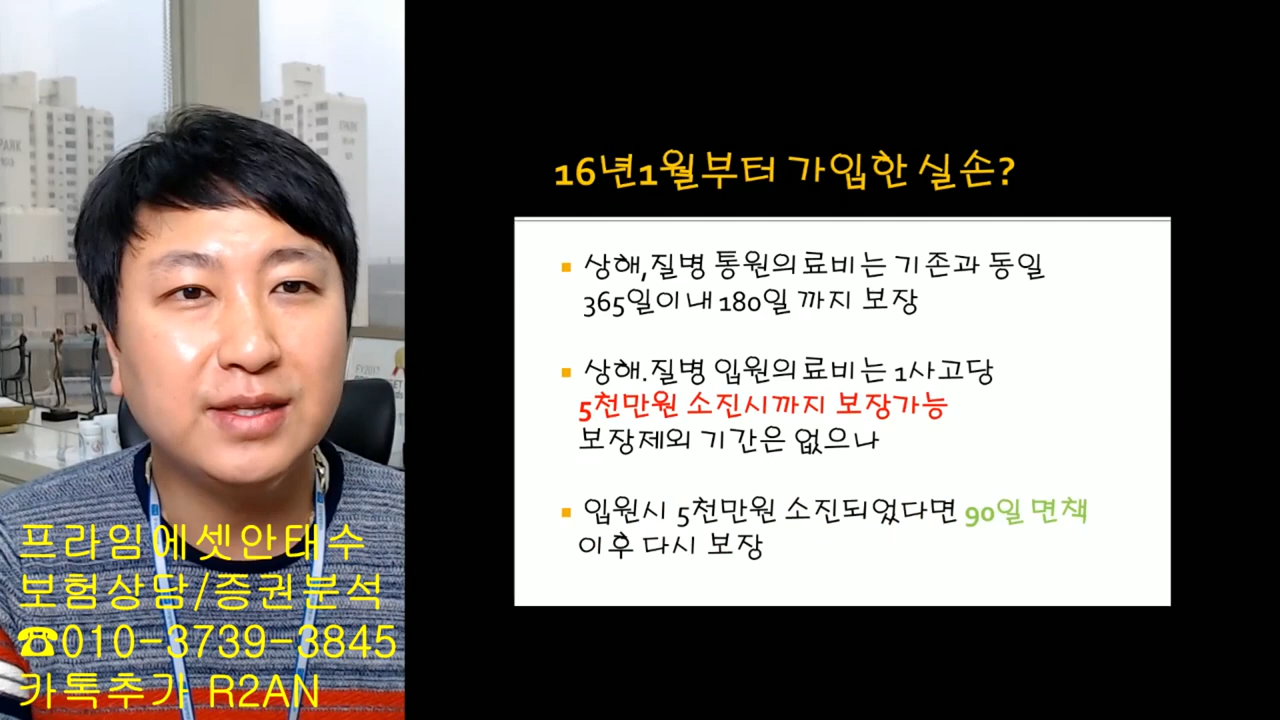 16년1월부터 가입한 실손?
상해,질병 통원의료비는 기존과 동일
365일이내 180일 까지 보장
상해.질병 입원의료비는 1사고당
5천만원 소진시까지 보장가능
보장제외 기간은 없으나
입원시 5천만원 소진되었다면 90일 면책
이후 다시 보장
프라임에셋안태수
보험상담/증권분석
☎010-3739-3845
카톡추가 R2AN
PARK
FY2017